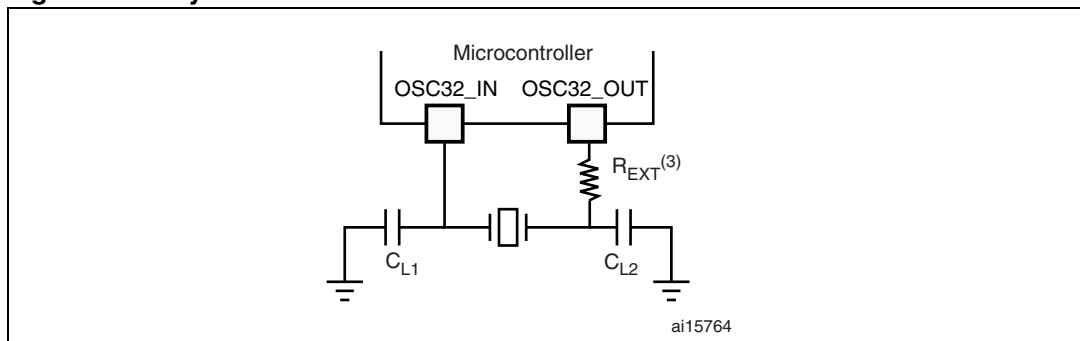 Microcontroller
OSC32_IN OSC32_OUT
R_EXT(3)
C_L1
C_L2
ai15764